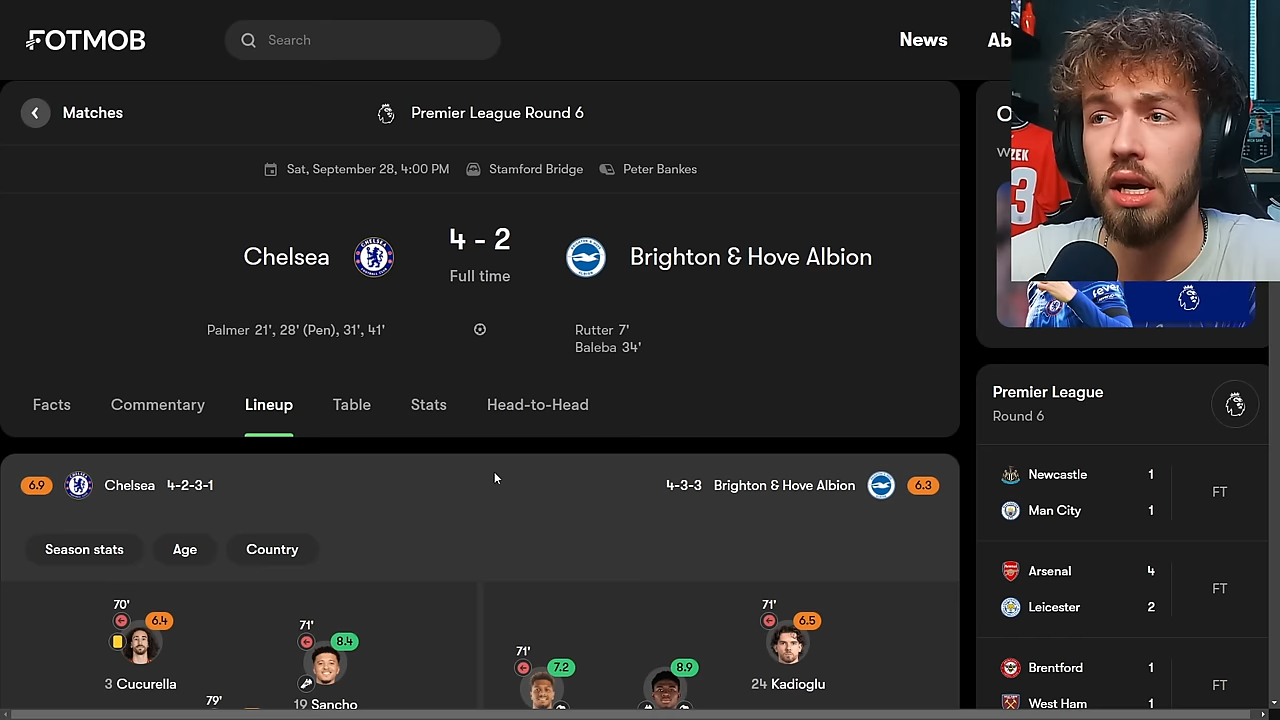 FOTMOB
Search
News
Ab
Matches
Premier League Round 6
Sat, September 28, 4:00 PM
Stamford Bridge
Peter Bankes
Chelsea
4 - 2
Full time
Brighton & Hove Albion
Palmer 21', 28' (Pen), 31', 41'
Rutter 7'
Baleba 34'
Facts
Commentary
Lineup
Table
Stats
Head-to-Head
6.9
Chelsea
4-2-3-1
4-3-3
Brighton & Hove Albion
6.3
Season stats
Age
Country
70'
6.4
3 Cucurella
71'
8.4
19 Sancho
79'
71'
7.2
8.9
71'
6.5
24 Kadioglu
ZEK
3
Premier League
Round 6
Newcastle 1
Man City 1
FT
Arsenal 4
Leicester 2
FT
Brentford 1
West Ham 1
FT